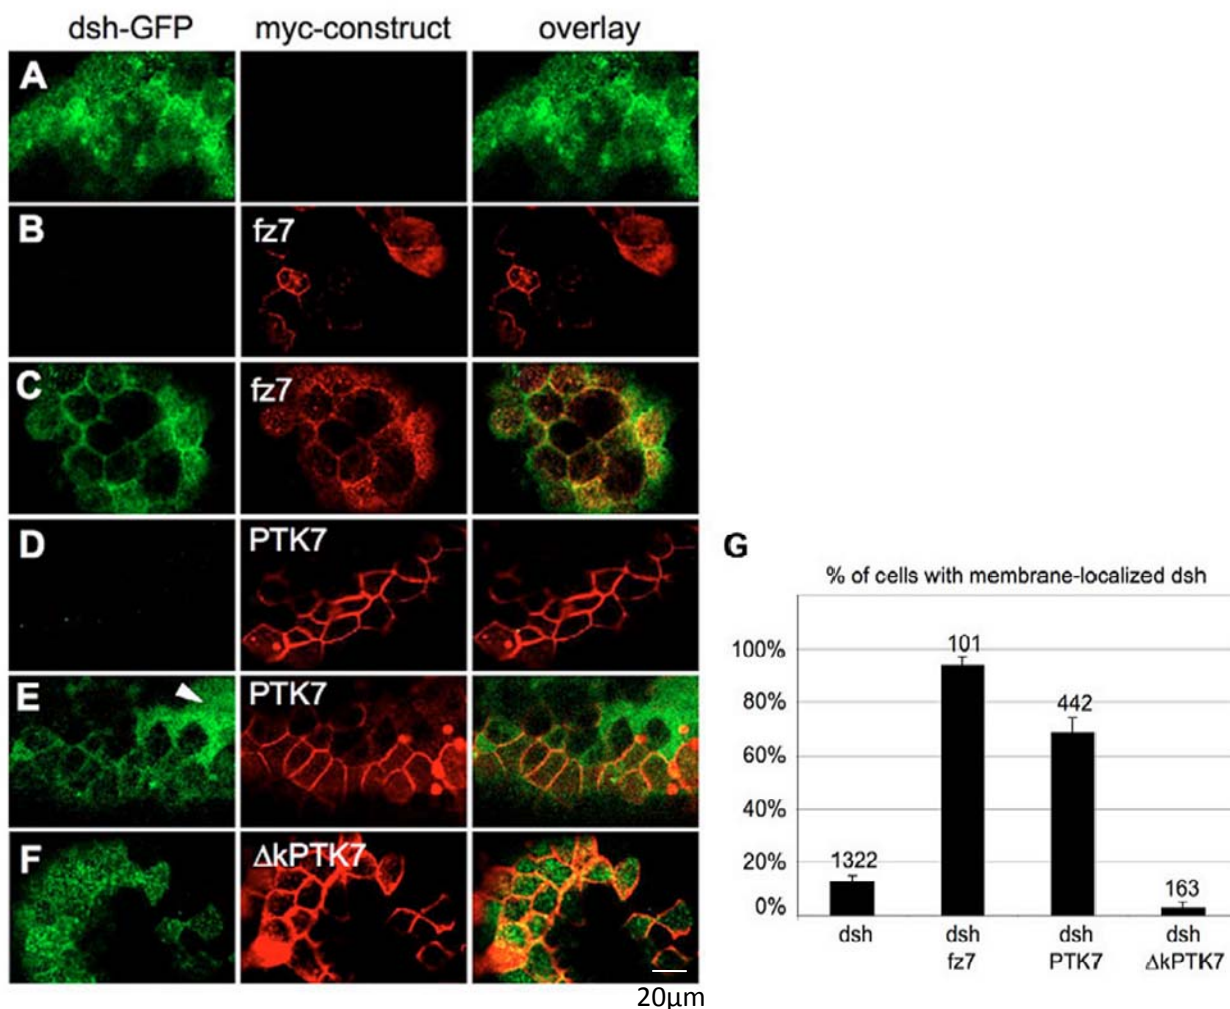 dsh-GFP myc-construct overlay
A
B fz7
C fz7
D PTK7
E PTK7
F ΔkPTK7
20μm
G
% of cells with membrane-localized dsh
100%
80%
60%
40%
20%
0%
1322 101 442 163
dsh dsh dsh dsh
fz7 PTK7 ΔkPTK7